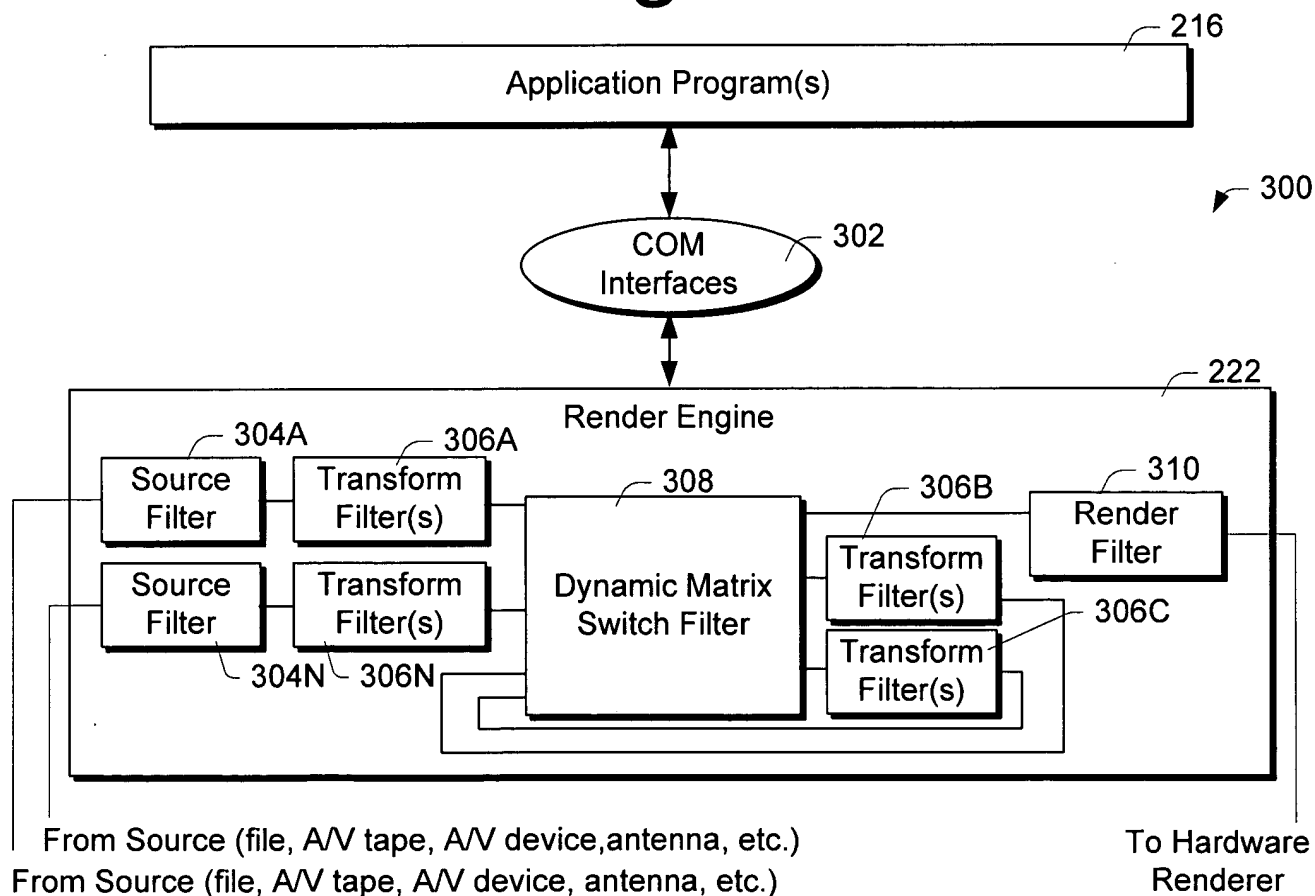 216
Application Program(s)
300
COM
Interfaces
302
222
Render Engine
304A
306A
Source
Filter
Transform
Filter(s)
308
306B
310
Render
Filter
Source
Filter
Transform
Filter(s)
Dynamic Matrix
Switch Filter
Transform
Filter(s)
306C
Transform
Filter(s)
304N
306N
From Source (file, A/V tape, A/V device,antenna, etc.)
From Source (file, A/V tape, A/V device, antenna, etc.)
To Hardware
Renderer